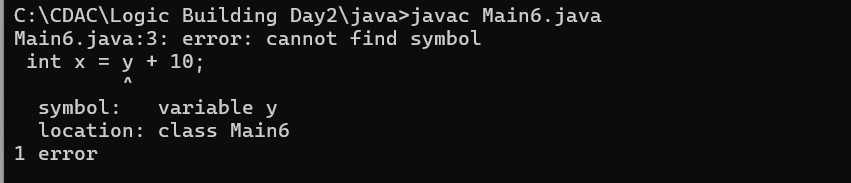 C:\CDAC\Logic Building Day2\java>javac Main6.java
Main6.java:3: error: cannot find symbol
 int x = y + 10;
         ^
  symbol:   variable y
  location: class Main6
1 error